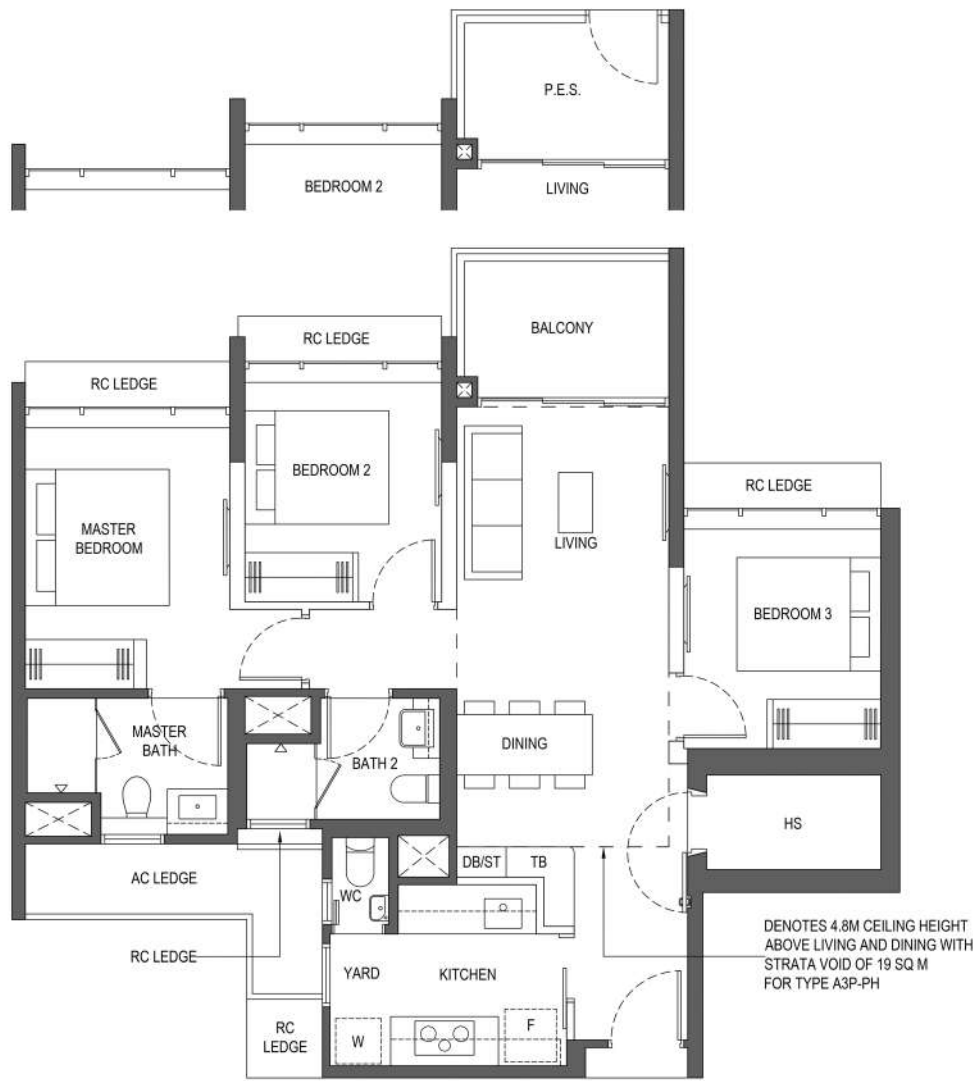 P.E.S.
BEDROOM 2
LIVING
BALCONY
RC LEDGE
RC LEDGE
BEDROOM 2
RC LEDGE
MASTER
BEDROOM
LIVING
BEDROOM 3
MASTER
BATH
DINING
BATH 2
HS
DB/ST
TB
AC LEDGE
WC
DENOTES 4.8M CEILING HEIGHT
ABOVE LIVING AND DINING WITH
STRATA VOID OF 19 SQ M
FOR TYPE A3P-PH
RC LEDGE
YARD
KITCHEN
RC
LEDGE
W
F